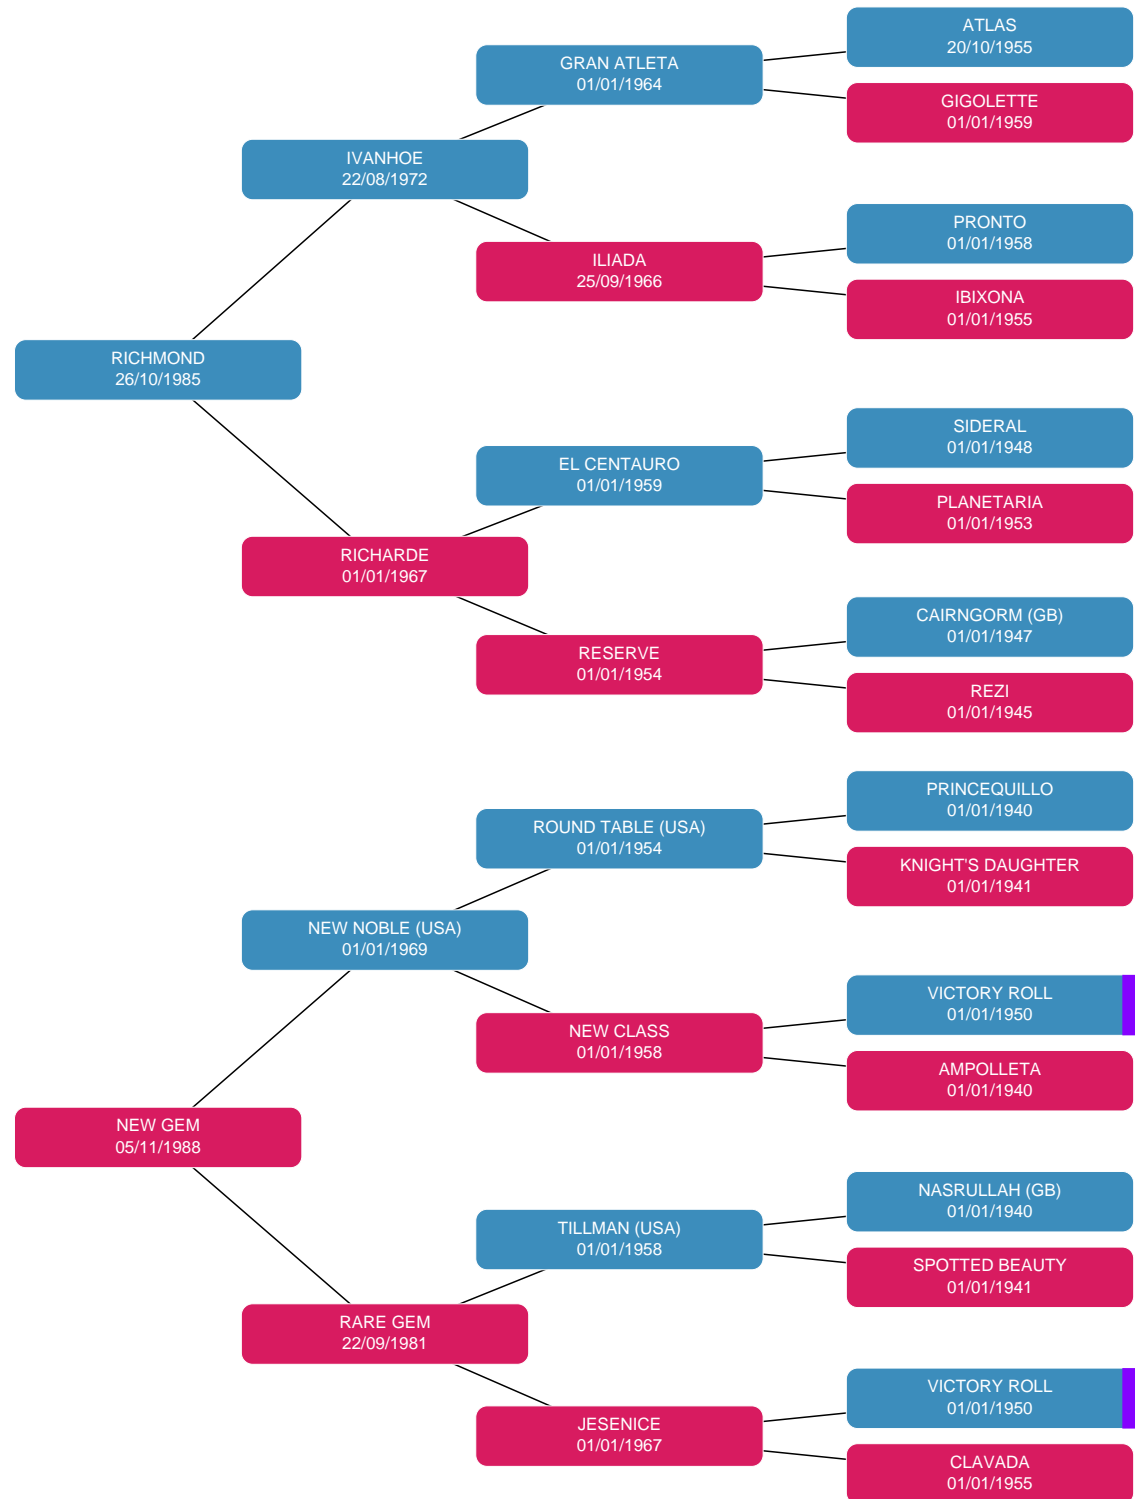 ATLAS
20/10/1955
GRAN ATLETA
01/01/1964
GIGOLETTE
01/01/1959
IVANHOE
22/08/1972
PRONTO
01/01/1958
ILIADA
25/09/1966
IBIXONA
01/01/1955
RICHMOND
26/10/1985
SIDERAL
01/01/1948
EL CENTAURO
01/01/1959
PLANETARIA
01/01/1953
RICHARDE
01/01/1967
CAIRNGORM (GB)
01/01/1947
RESERVE
01/01/1954
REZI
01/01/1945
PRINCEQUILLO
01/01/1940
ROUND TABLE (USA)
01/01/1954
KNIGHT'S DAUGHTER
01/01/1941
NEW NOBLE (USA)
01/01/1969
VICTORY ROLL
01/01/1950
NEW CLASS
01/01/1958
AMPOLLETA
01/01/1940
NEW GEM
05/11/1988
NASRULLAH (GB)
01/01/1940
TILLMAN (USA)
01/01/1958
SPOTTED BEAUTY
01/01/1941
RARE GEM
22/09/1981
VICTORY ROLL
01/01/1950
JESENICE
01/01/1967
CLAVADA
01/01/1955